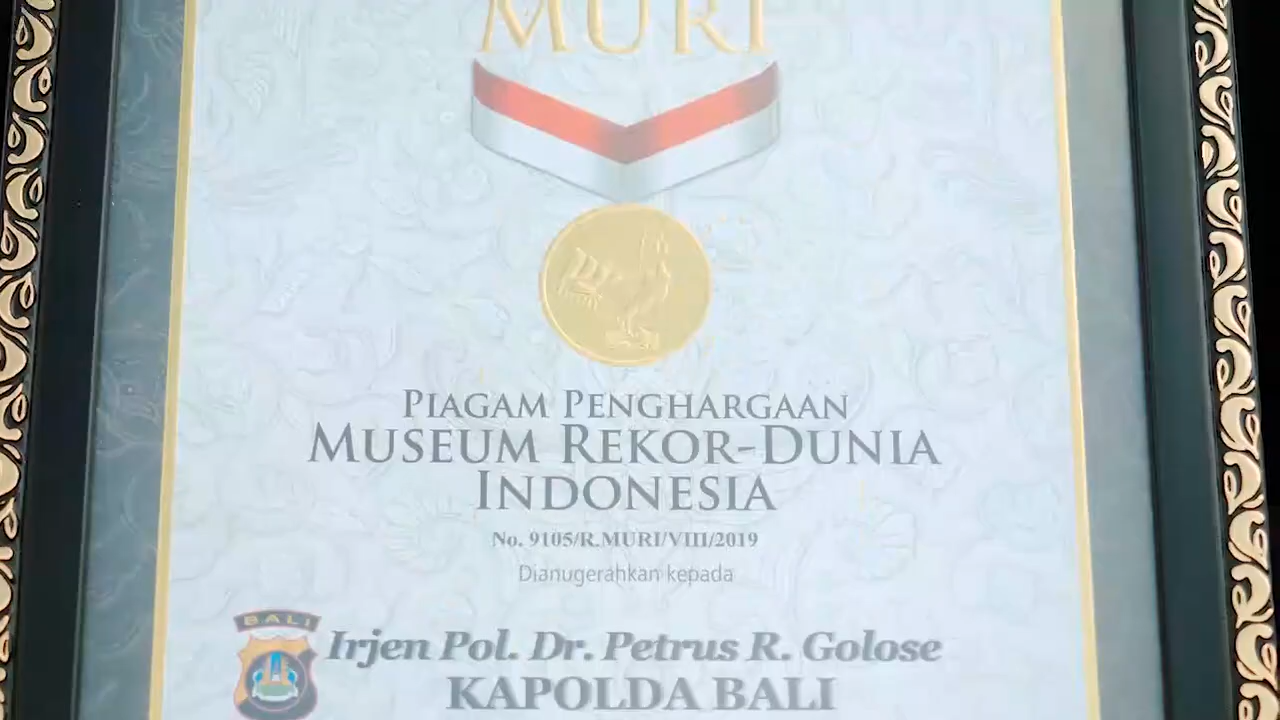 MURI
PIAGAM PENGHARGAAN
MUSEUM REKOR-DUNIA
INDONESIA
No. 9105/R.MURI/VIII/2019
Dianugerahkan kepada
BALI
Irjen Pol. Dr. Petrus R. Golose
KAPOLDA BALI